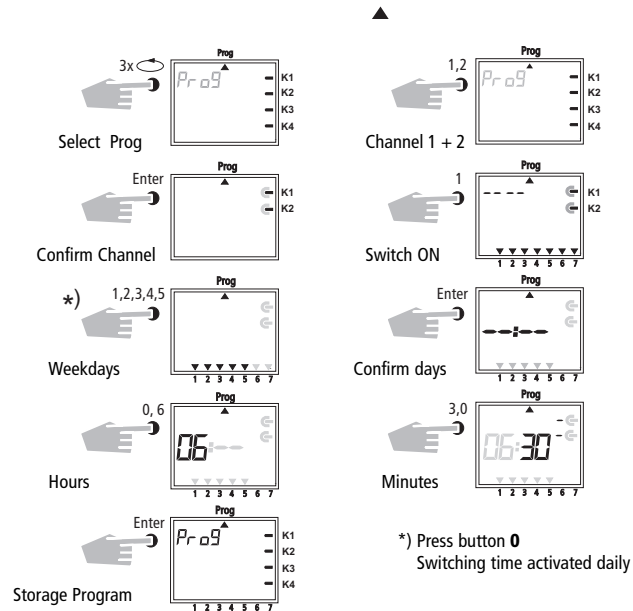 Prog
3x
Prog
K1
K2
K3
K4
Select Prog
Prog
1,2
Prog
K1
K2
K3
K4
Channel 1 + 2
Prog
Enter
K1
K2
Confirm Channel
Prog
1
- - - -
K1
K2
1 2 3 4 5 6 7
Switch ON
Prog
*) 1,2,3,4,5
1 2 3 4 5 6 7
Weekdays
Prog
Enter
--:--
1 2 3 4 5 6 7
Confirm days
Prog
0, 6
06:--
1 2 3 4 5 6 7
Hours
Prog
3,0
06:30
1 2 3 4 5 6 7
Minutes
Prog
Enter
Prog
K1
K2
K3
K4
1 2 3 4 5 6 7
Storage Program
*) Press button 0
Switching time activated daily